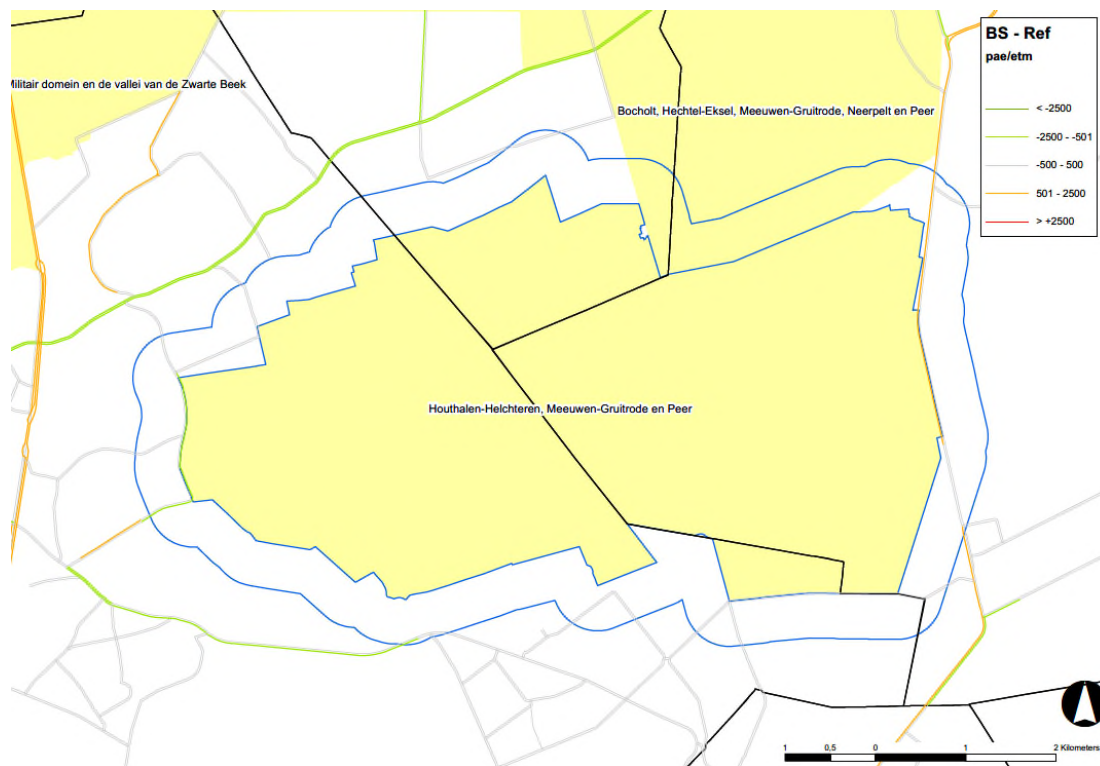 BS - Ref
pae/etm
< -2500
-2500 - -501
-500 - 500
501 - 2500
> +2500
Militair domein en de vallei van de Zwarte Beek
Bocholt, Hechtel-Eksel, Meeuwen-Gruitrode, Neerpelt en Peer
Houthalen-Helchteren, Meeuwen-Gruitrode en Peer
1 0,5 0 1 2 Kilometers